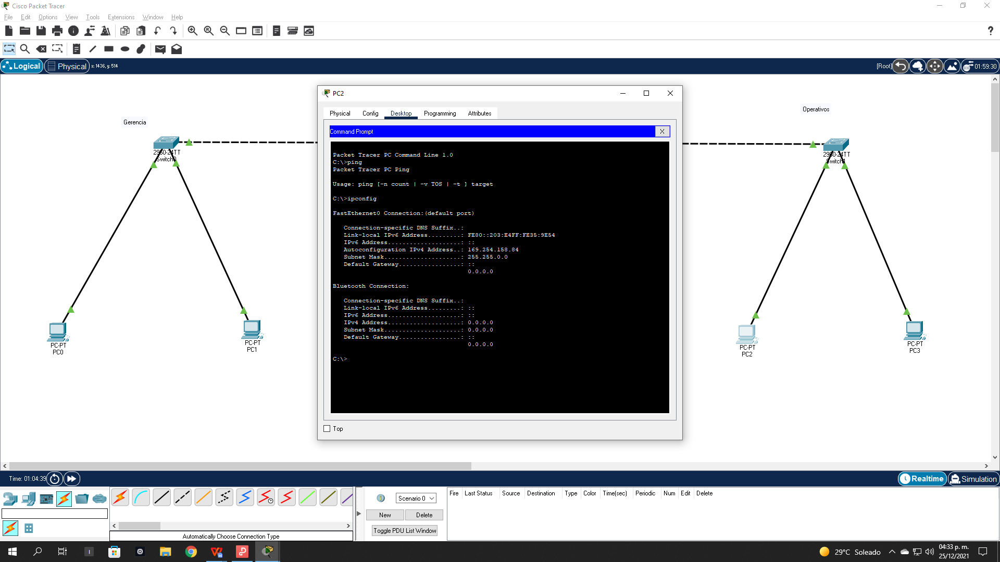 Cisco Packet Tracer
File Edit Options View Tools Extensions Window Help
Logical Physical x: 1436, y: 514 [Root] 01:59:30
Gerencia
Operativos
2960-24TT
Switch0
PC-PT
PC0
PC-PT
PC1
PC2
Physical Config Desktop Programming Attributes
Command Prompt X
Packet Tracer PC Command Line 1.0
C:\>ping
Packet Tracer PC Ping
Usage: ping [-n count | -v TOS | -t ] target
C:\>ipconfig
FastEthernet0 Connection:(default port)
Connection-specific DNS Suffix..:
Link-local IPv6 Address.........: FE80::203:E4FF:FE35:9E54
IPv6 Address....................: ::
Autoconfiguration IPv4 Address..: 169.254.158.84
Subnet Mask.....................: 255.255.0.0
Default Gateway.................: ::
0.0.0.0
Bluetooth Connection:
Connection-specific DNS Suffix..:
Link-local IPv6 Address.........: ::
IPv6 Address....................: ::
IPv4 Address....................: 0.0.0.0
Subnet Mask.....................: 0.0.0.0
Default Gateway.................: ::
0.0.0.0
C:\>
Top
2960-24TT
Switch1
PC-PT
PC2
PC-PT
PC3
Time: 01:04:39 Realtime Simulation
Scenario 0
New Delete
Toggle PDU List Window
Automatically Choose Connection Type
Fire Last Status Source Destination Type Color Time(sec) Periodic Num Edit Delete
29°C Soleado
04:33 p. m.
25/12/2021